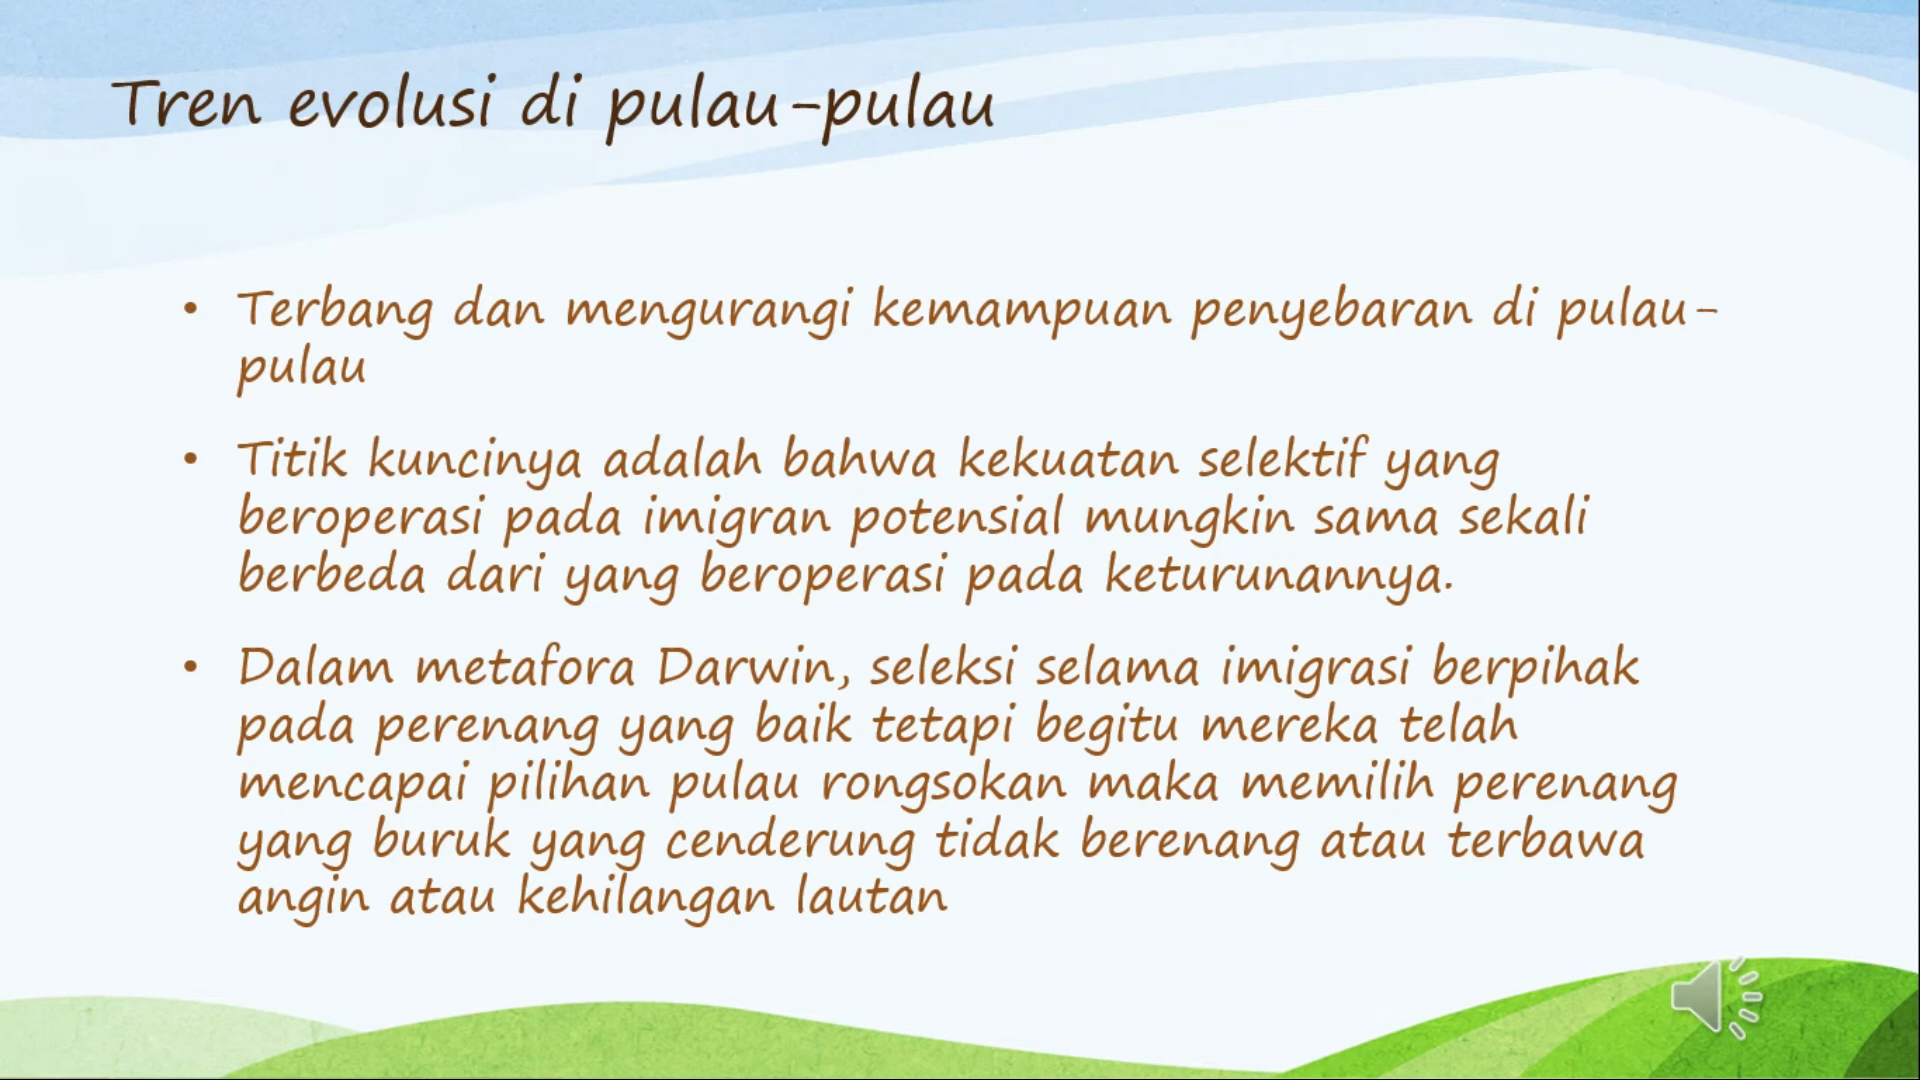 Tren evolusi di pulau-pulau
• Terbang dan mengurangi kemampuan penyebaran di pulau-
pulau
• Titik kuncinya adalah bahwa kekuatan selektif yang
beroperasi pada imigran potensial mungkin sama sekali
berbeda dari yang beroperasi pada keturunannya.
• Dalam metafora Darwin, seleksi selama imigrasi berpihak
pada perenang yang baik tetapi begitu mereka telah
mencapai pilihan pulau rongsokan maka memilih perenang
yang buruk yang cenderung tidak berenang atau terbawa
angin atau kehilangan lautan